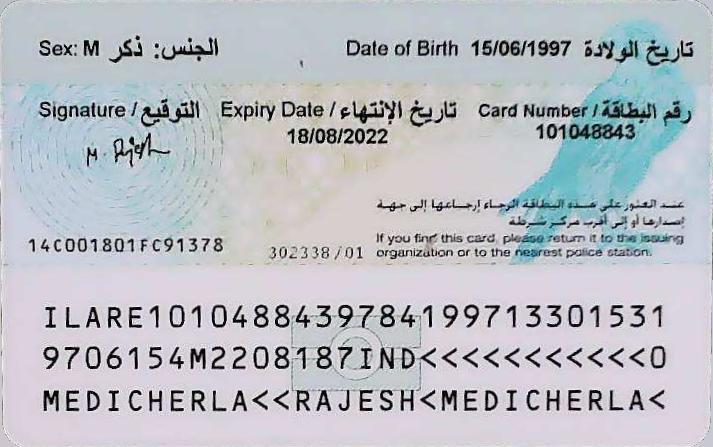 Sex: M الجنس: ذكر Date of Birth 15/06/1997 تاريخ الولادة
Signature / التوقيع Expiry Date / تاريخ الإنتهاء Card Number / رقم البطاقة
18/08/2022 101048843
M. Rajesh
عند العثور على هذه البطاقة الرجاء إرجاعها إلى جهة
إصدارها أو إلى أقرب مركز شرطة
If you find this card, please return it to the issuing
organization or to the nearest police station.
14C001801FC91378 302338/01
ILARE1010488439784199713301531
9706154M2208187IND<<<<<<<<<<<0
MEDICHERLA<<RAJESH<MEDICHERLA<